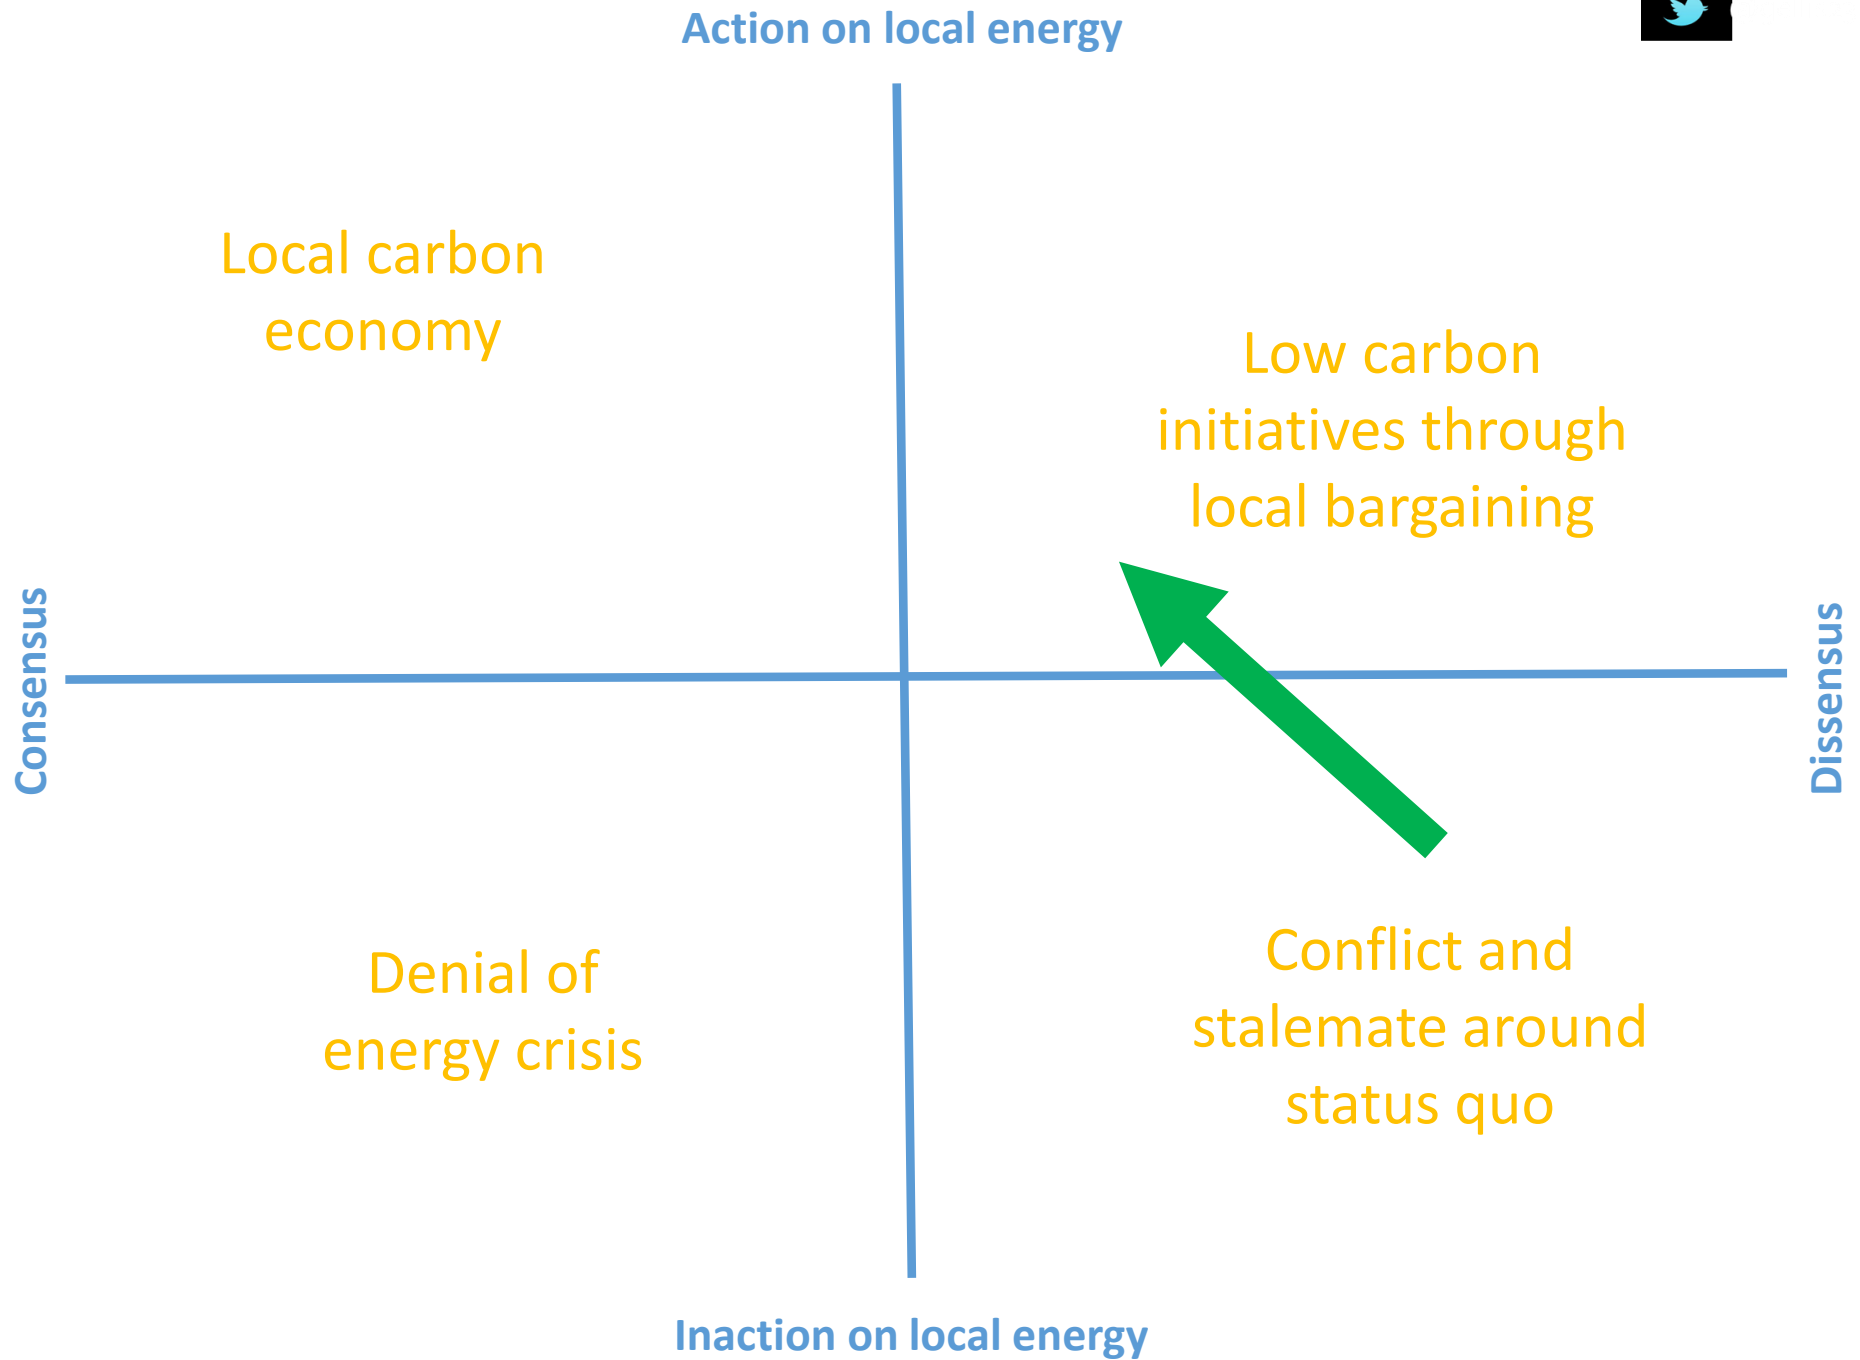 Action on local energy
Local carbon
economy
Low carbon
initiatives through
local bargaining
Consensus
Dissensus
Denial of
energy crisis
Conflict and
stalemate around
status quo
Inaction on local energy